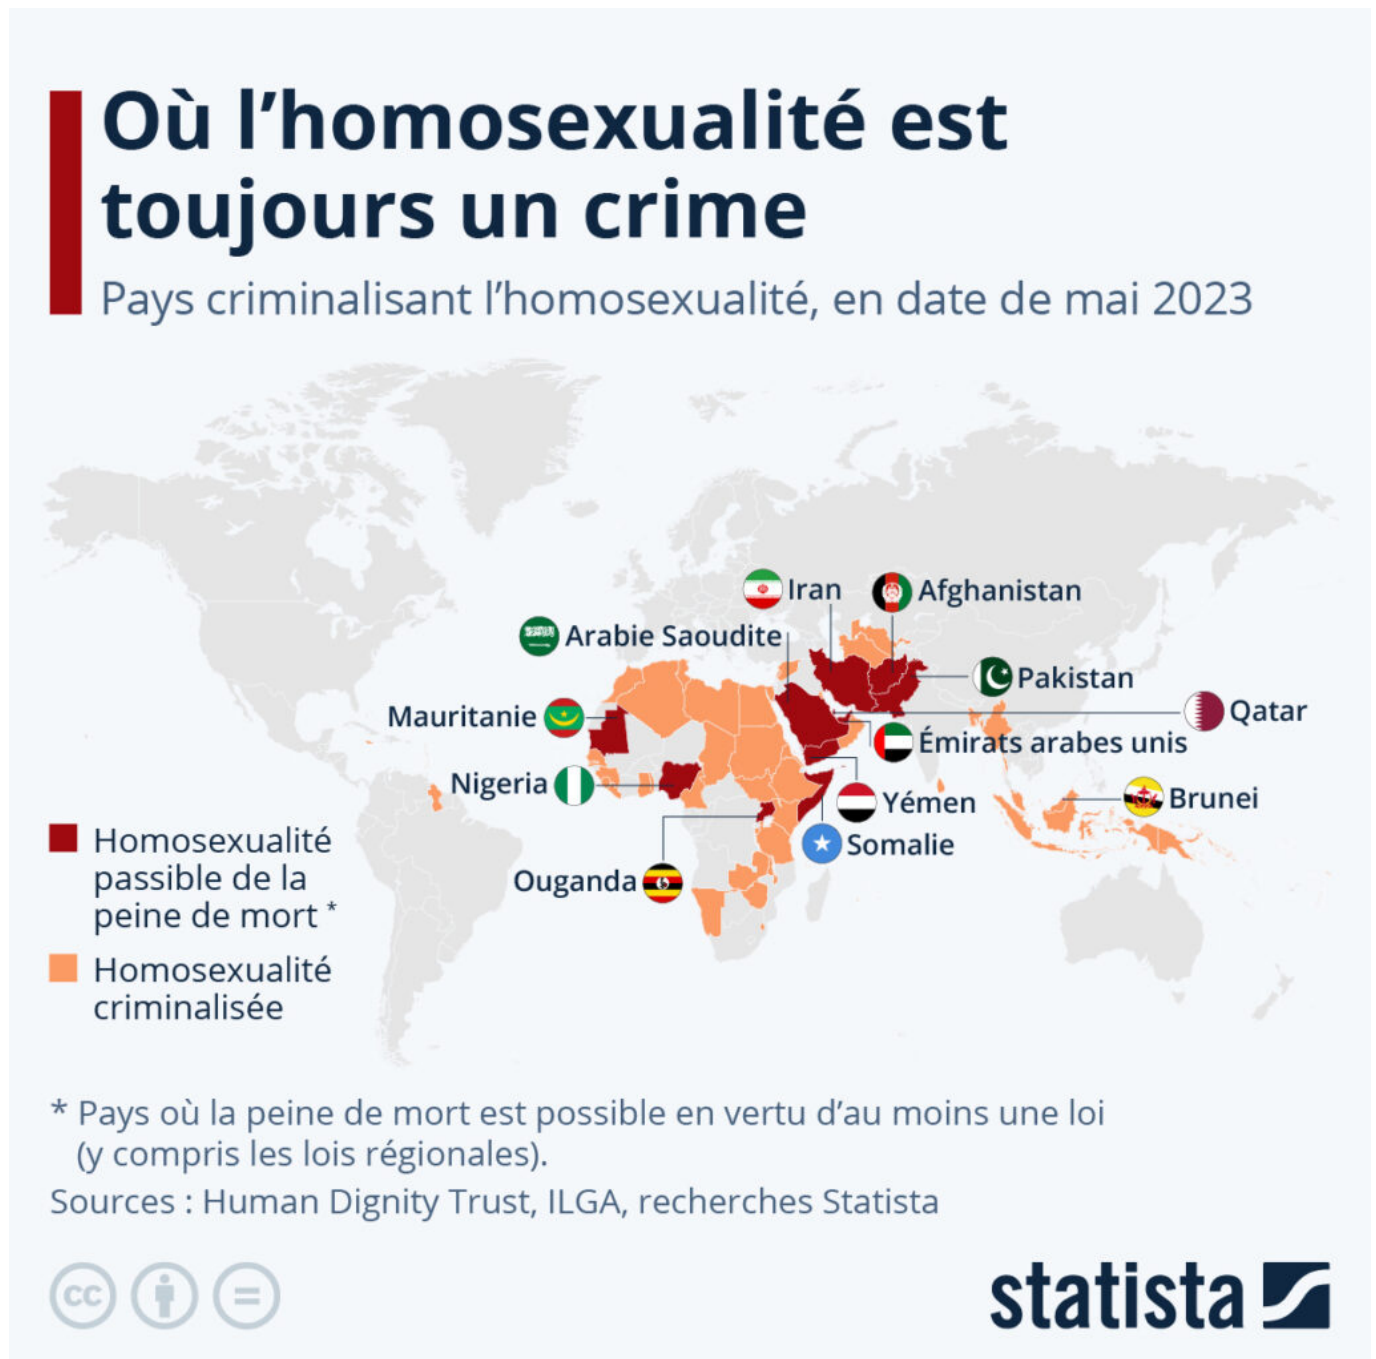 Où l’homosexualité est
toujours un crime
Pays criminalisant l’homosexualité, en date de mai 2023
Iran
Afghanistan
Arabie Saoudite
Pakistan
Mauritanie
Qatar
Émirats arabes unis
Nigeria
Yémen
Brunei
Somalie
Ouganda
Homosexualité
passible de la
peine de mort *
Homosexualité
criminalisée
* Pays où la peine de mort est possible en vertu d’au moins une loi
(y compris les lois régionales).
Sources : Human Dignity Trust, ILGA, recherches Statista
cc
statista